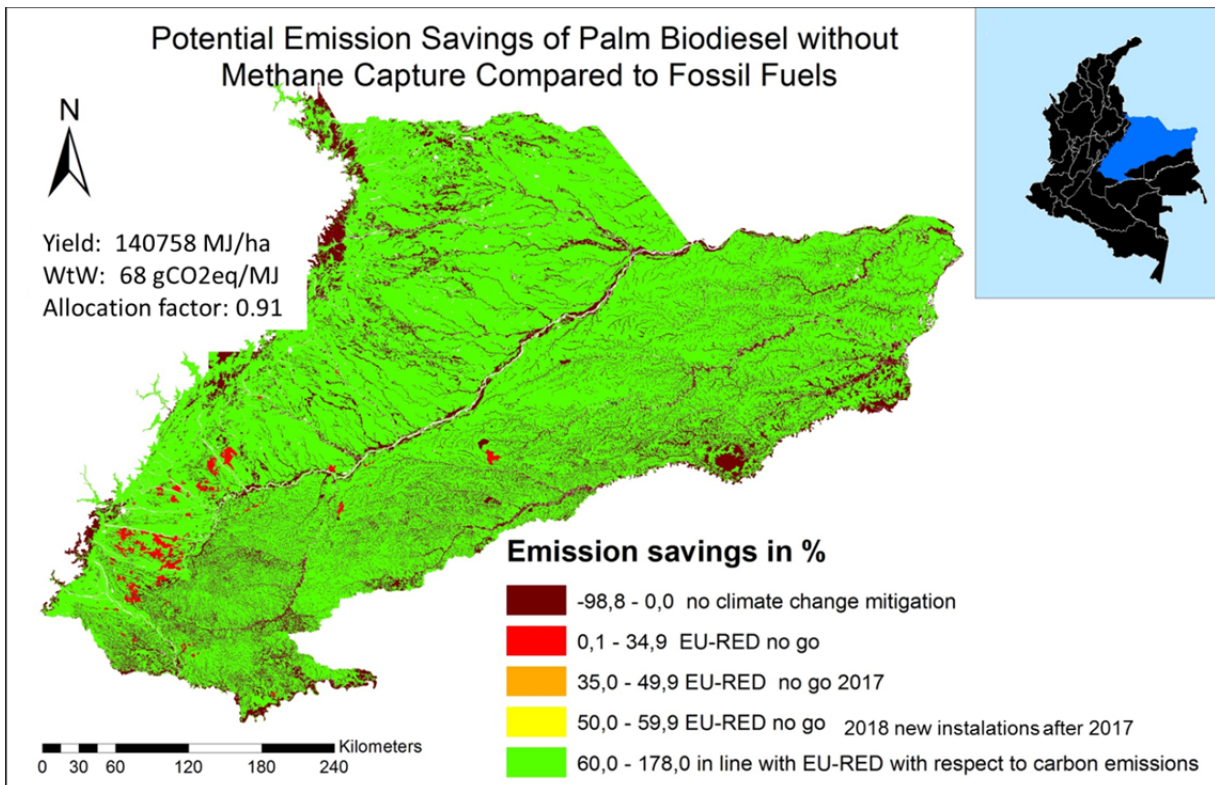 Potential Emission Savings of Palm Biodiesel without
Methane Capture Compared to Fossil Fuels
N
Yield: 140758 MJ/ha
WtW: 68 gCO2eq/MJ
Allocation factor: 0.91
Emission savings in %
-98,8 - 0,0 no climate change mitigation
0,1 - 34,9 EU-RED no go
35,0 - 49,9 EU-RED no go 2017
50,0 - 59,9 EU-RED no go 2018 new instalations after 2017
60,0 - 178,0 in line with EU-RED with respect to carbon emissions
Kilometers
0 30 60 120 180 240